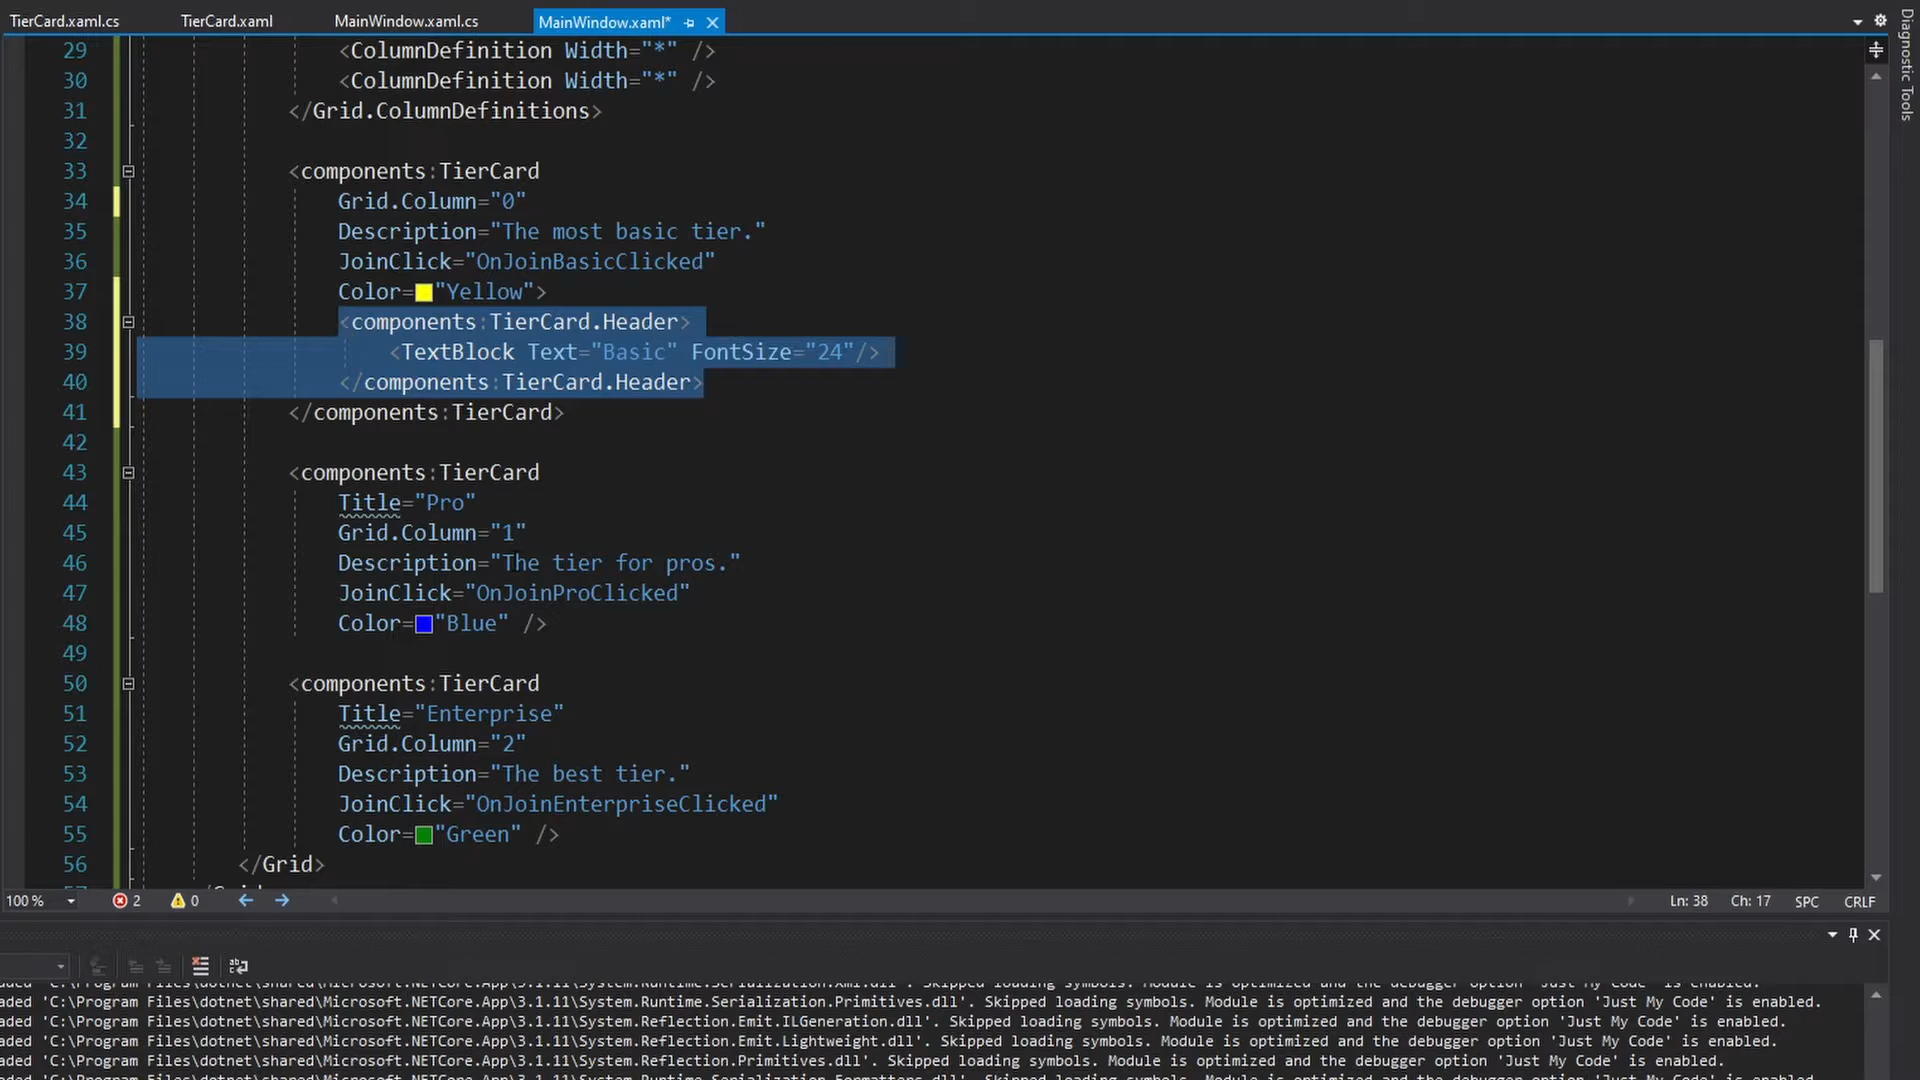 TierCard.xaml.cs TierCard.xaml MainWindow.xaml.cs MainWindow.xaml*
Diagnostic Tools
29 <ColumnDefinition Width="*" />
30 <ColumnDefinition Width="*" />
31 </Grid.ColumnDefinitions>
32
33 <components:TierCard
34 Grid.Column="0"
35 Description="The most basic tier."
36 JoinClick="OnJoinBasicClicked"
37 Color="Yellow">
38 <components:TierCard.Header>
39 <TextBlock Text="Basic" FontSize="24"/>
40 </components:TierCard.Header>
41 </components:TierCard>
42
43 <components:TierCard
44 Title="Pro"
45 Grid.Column="1"
46 Description="The tier for pros."
47 JoinClick="OnJoinProClicked"
48 Color="Blue" />
49
50 <components:TierCard
51 Title="Enterprise"
52 Grid.Column="2"
53 Description="The best tier."
54 JoinClick="OnJoinEnterpriseClicked"
55 Color="Green" />
56 </Grid>
100 % 2 0 Ln: 38 Ch: 17 SPC CRLF
aded 'C:\Program Files\dotnet\shared\Microsoft.NETCore.App\3.1.11\System.Runtime.Serialization.Primitives.dll'. Skipped loading symbols. Module is optimized and the debugger option 'Just My Code' is enabled.
aded 'C:\Program Files\dotnet\shared\Microsoft.NETCore.App\3.1.11\System.Reflection.Emit.ILGeneration.dll'. Skipped loading symbols. Module is optimized and the debugger option 'Just My Code' is enabled.
aded 'C:\Program Files\dotnet\shared\Microsoft.NETCore.App\3.1.11\System.Reflection.Emit.Lightweight.dll'. Skipped loading symbols. Module is optimized and the debugger option 'Just My Code' is enabled.
aded 'C:\Program Files\dotnet\shared\Microsoft.NETCore.App\3.1.11\System.Reflection.Primitives.dll'. Skipped loading symbols. Module is optimized and the debugger option 'Just My Code' is enabled.